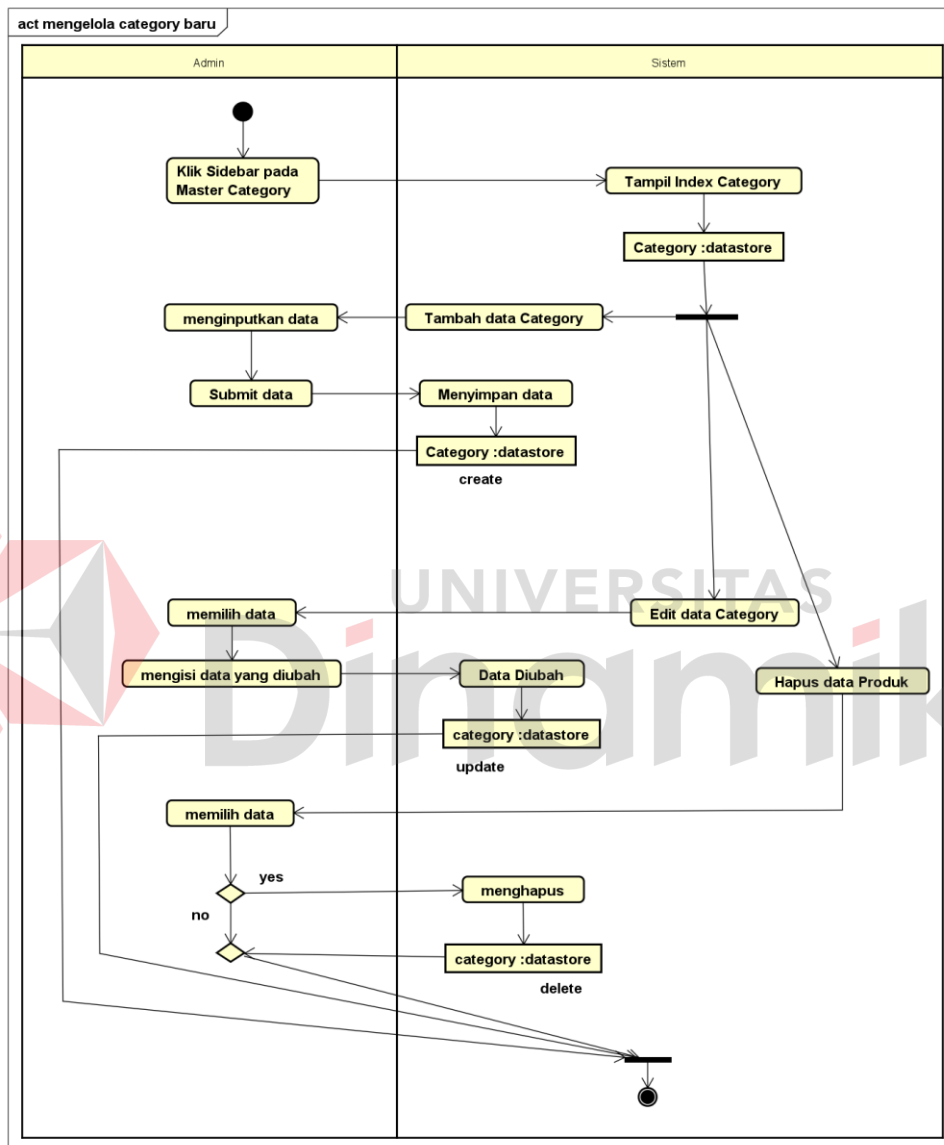 act mengelola category baru
Admin
Sistem
Klik Sidebar pada
Master Category
Tampil Index Category
Category :datastore
menginputkan data
Tambah data Category
Submit data
Menyimpan data
Category :datastore
create
UNIVERSITAS
Dinamik
memilih data
Edit data Category
mengisi data yang diubah
Data Diubah
Hapus data Produk
category :datastore
update
memilih data
yes
menghapus
no
category :datastore
delete